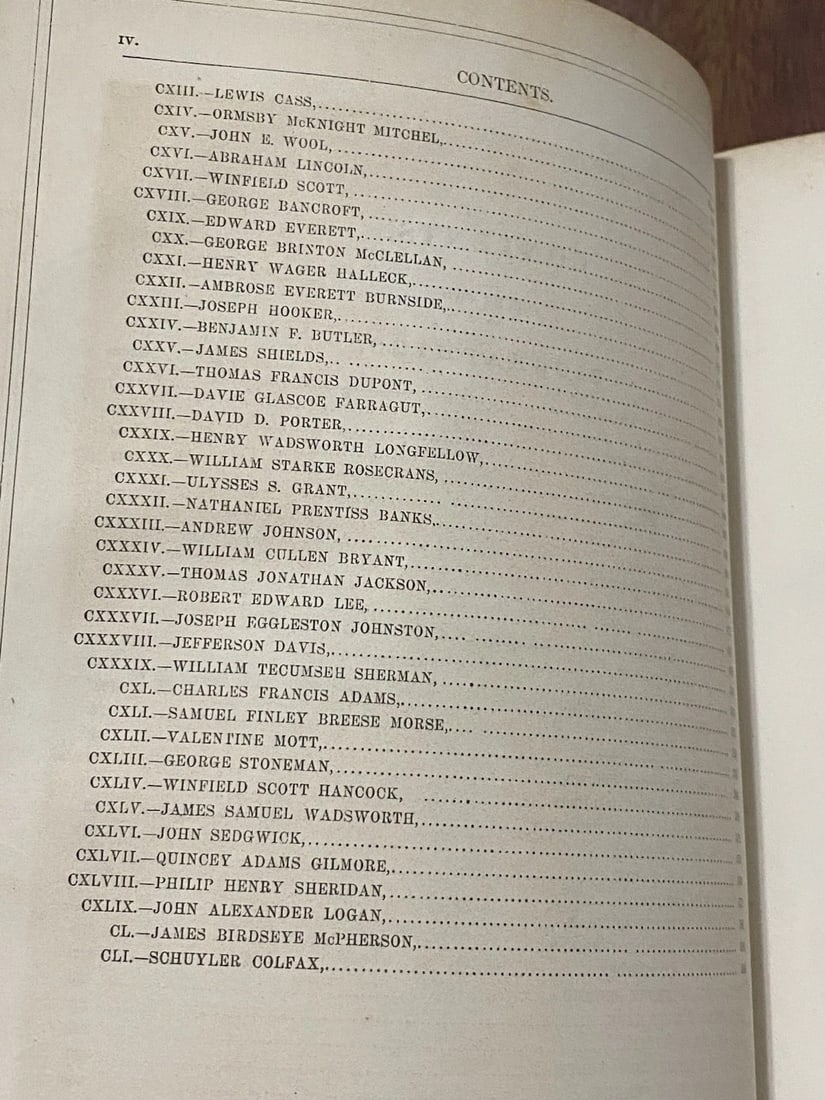 IV.
CONTENTS.
CXIII.—LEWIS CASS,
CXIV.—ORMSBY McKNIGHT MITCHEL,
CXV.—JOHN E. WOOL,
CXVI.—ABRAHAM LINCOLN,
CXVII.—WINFIELD SCOTT,
CXVIII.—GEORGE BANCROFT,
CXIX.—EDWARD EVERETT,
CXX.—GEORGE BRINTON McCLELLAN,
CXXI.—HENRY WAGER HALLECK,
CXXII.—AMBROSE EVERETT BURNSIDE,
CXXIII.—JOSEPH HOOKER,
CXXIV.—BENJAMIN F. BUTLER,
CXXV.—JAMES SHIELDS,
CXXVI.—THOMAS FRANCIS DUPONT,
CXXVII.—DAVIE GLASCOE FARRAGUT,
CXXVIII.—DAVID D. PORTER,
CXXIX.—HENRY WADSWORTH LONGFELLOW,
CXXX.—WILLIAM STARKE ROSECRANS,
CXXXI.—ULYSSES S. GRANT,
CXXXII.—NATHANIEL PRENTISS BANKS,
CXXXIII.—ANDREW JOHNSON,
CXXXIV.—WILLIAM CULLEN BRYANT,
CXXXV.—THOMAS JONATHAN JACKSON,
CXXXVI.—ROBERT EDWARD LEE,
CXXXVII.—JOSEPH EGGLESTON JOHNSTON,
CXXXVIII.—JEFFERSON DAVIS,
CXXXIX.—WILLIAM TECUMSEH SHERMAN,
CXL.—CHARLES FRANCIS ADAMS,
CXLI.—SAMUEL FINLEY BREESE MORSE,
CXLII.—VALENTINE MOTT,
CXLIII.—GEORGE STONEMAN,
CXLIV.—WINFIELD SCOTT HANCOCK,
CXLV.—JAMES SAMUEL WADSWORTH,
CXLVI.—JOHN SEDGWICK,
CXLVII.—QUINCEY ADAMS GILMORE,
CXLVIII.—PHILIP HENRY SHERIDAN,
CXLIX.—JOHN ALEXANDER LOGAN,
CL.—JAMES BIRDSEYE McPHERSON,
CLI.—SCHUYLER COLFAX,